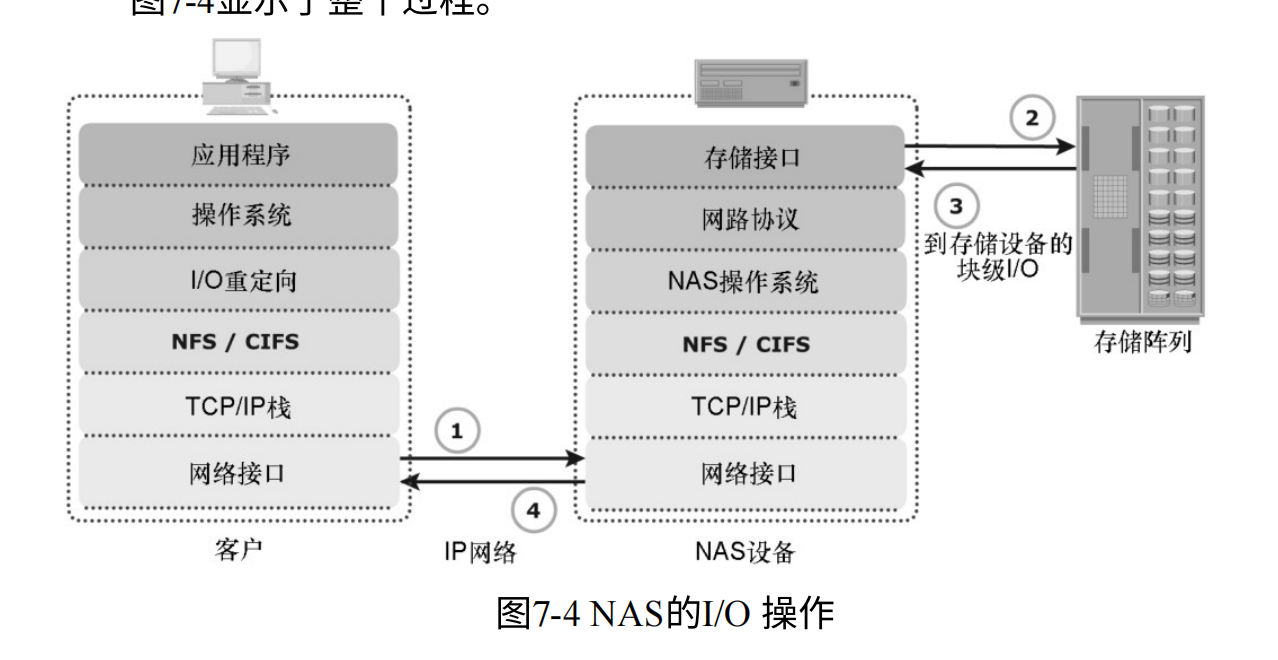 图7-4显示了整个过程。
应用程序
操作系统
I/O重定向
NFS / CIFS
TCP/IP栈
网络接口
客户
1
4
IP网络
存储接口
网路协议
NAS操作系统
NFS / CIFS
TCP/IP栈
网络接口
NAS设备
2
3
到存储设备的
块级I/O
存储阵列
图7-4 NAS的I/O 操作